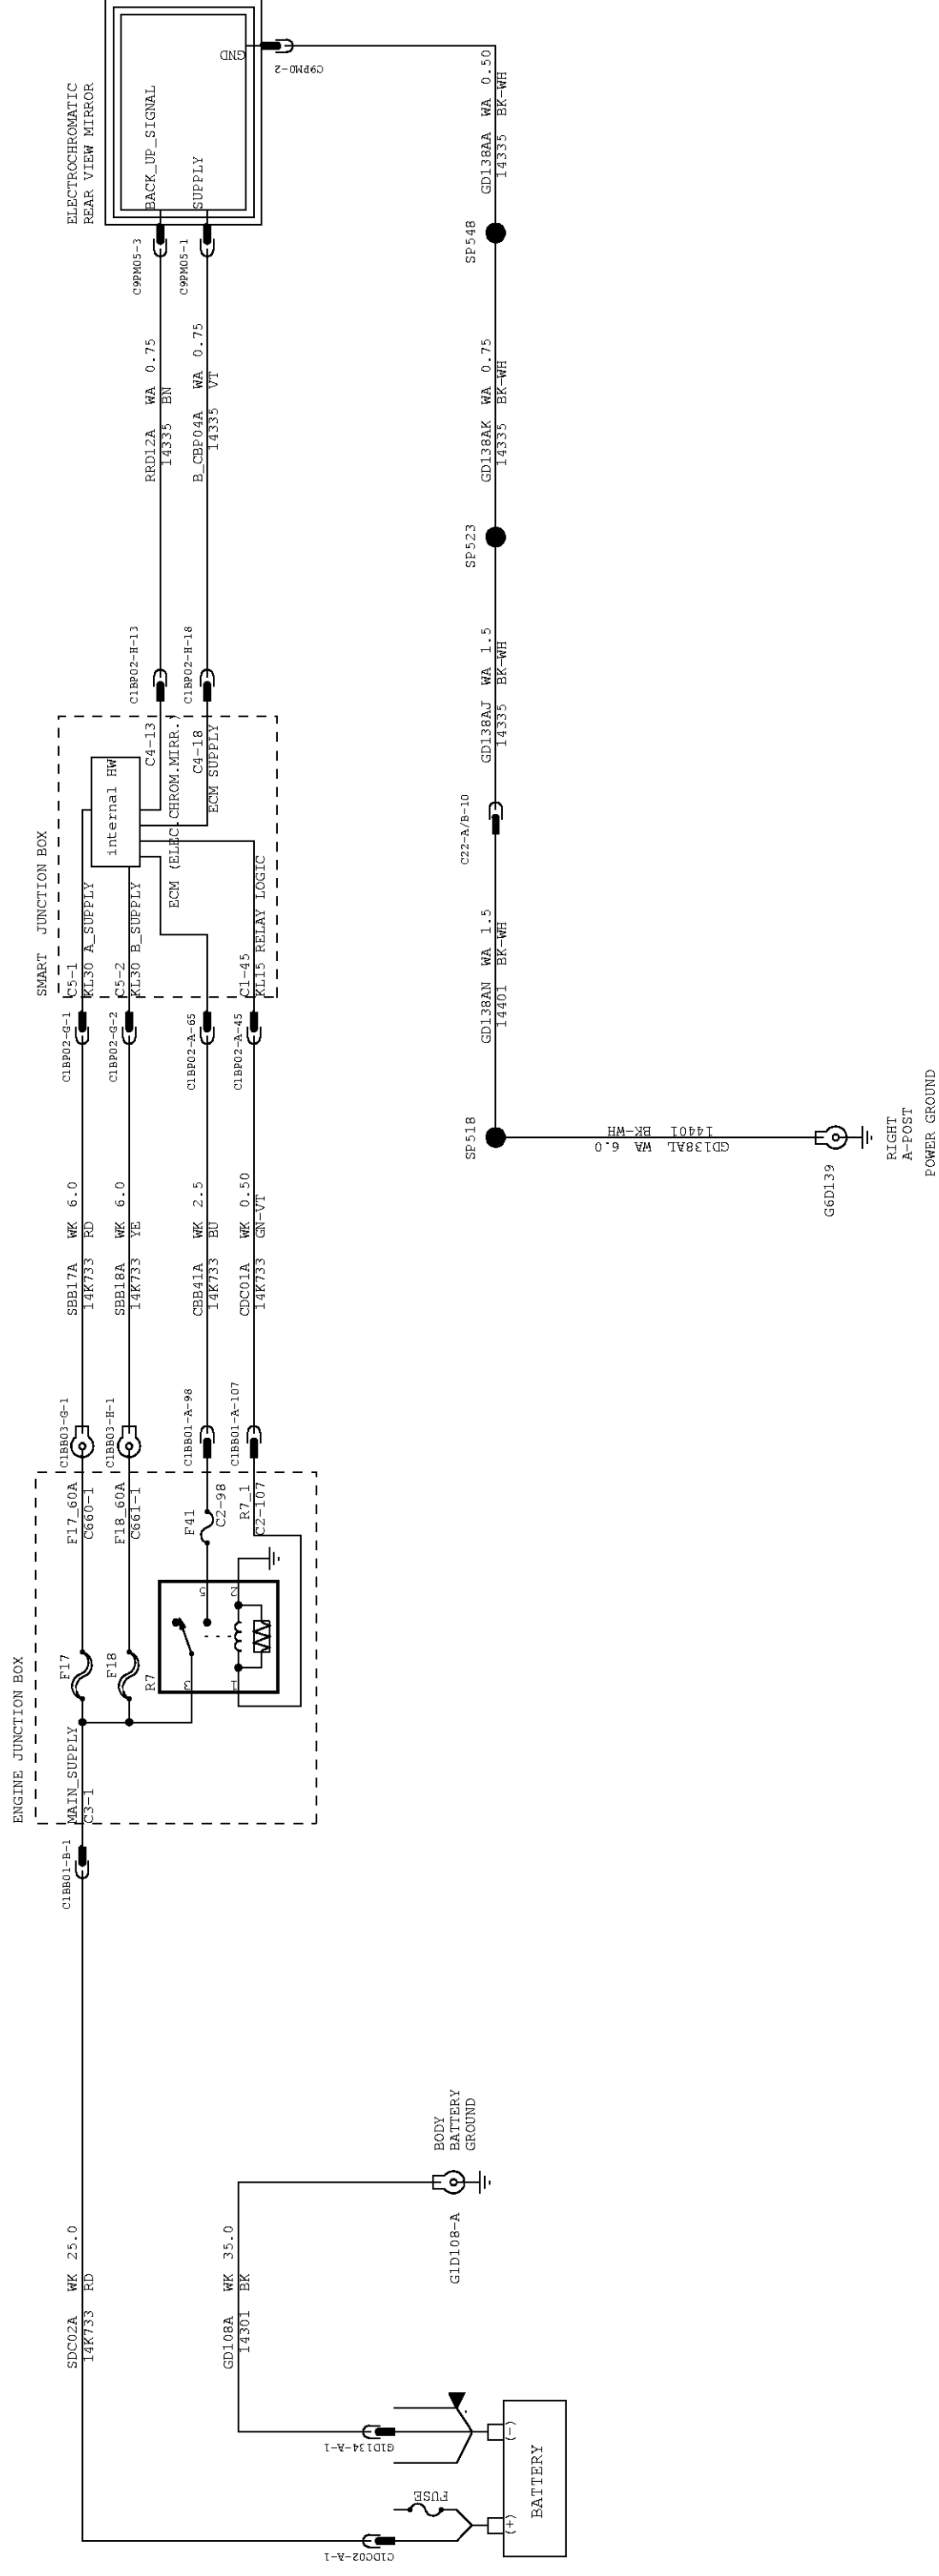 ELECTROCHROMATIC
REAR VIEW MIRROR
BACK_UP_SIGNAL
SUPPLY
GND
C9PM0-2
C9PM05-3
C9PM05-1
GD138AA WA 0.50
14335 BK-WH
SP548
RRD12A WA 0.75
14335 BN
B_CBP04A WA 0.75
14335 VT
GD138AK WA 0.75
14335 BK-WH
SP523
C1BP02-H-13
C1BP02-H-18
GD138AJ WA 1.5
14335 BK-WH
C22-A/B-10
SMART JUNCTION BOX
internal HW
C4-13
ECM (ELEC.CHROM.MIRR.)
C4-18
ECM SUPPLY
C5-1
KL30 A_SUPPLY
C5-2
KL30 B_SUPPLY
C1-45
KL15 RELAY LOGIC
C1BP02-G-1
C1BP02-G-2
C1BP02-A-65
C1BP02-A-45
GD138AN WA 1.5
14401 BK-WH
SP518
GD138AL WA 6.0
14401 BK-WH
G6D139
RIGHT
A-POST
POWER GROUND
SBB17A WK 6.0
14K733 RD
SBB18A WK 6.0
14K733 YE
CBB41A WK 2.5
14K733 BU
CDC01A WK 0.50
14K733 GN-VT
C1BB03-G-1
C1BB03-H-1
C1BB01-A-98
C1BB01-A-107
ENGINE JUNCTION BOX
F17_60A
C660-1
F18_60A
C661-1
F41
C2-98
R7_1
C2-107
F17
F18
R7
5
2
3
1
MAIN_SUPPLY
C3-1
C1BB01-B-1
BODY
BATTERY
GROUND
G1D108-A
SDC02A WK 25.0
14K733 RD
GD108A WK 35.0
14301 BK
G1D134-A-1
FUSE
C1DC02-A-1
(-)
(+)
BATTERY